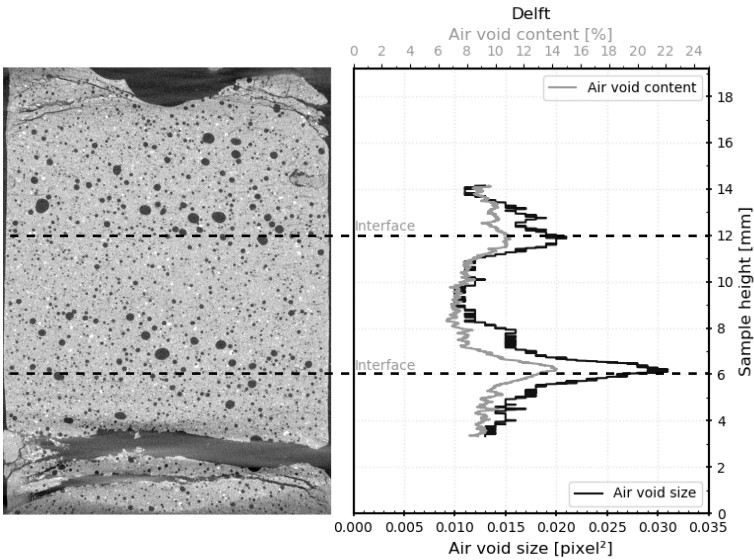 Delft
Air void content [%]
0 2 4 6 8 10 12 14 16 18 20 22 24
Air void content
18
16
14
Interface
12
10
8
Interface
6
4
2
0
Sample height [mm]
Air void size
0.000 0.005 0.010 0.015 0.020 0.025 0.030 0.035
Air void size [pixel²]